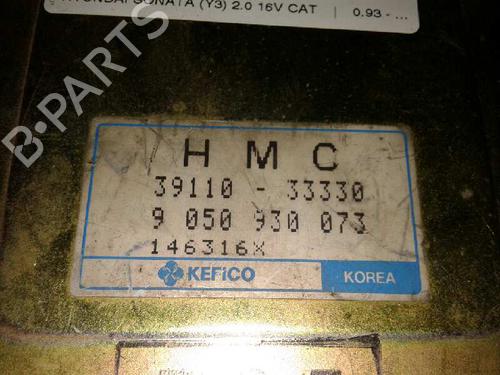 HYUNDAI SONATA (Y3) 2.0 16V CAT | 0.93 - ...
B-PARTS
HMC
39110 - 33330
9 050 930 073
146316X
KEFICO KOREA